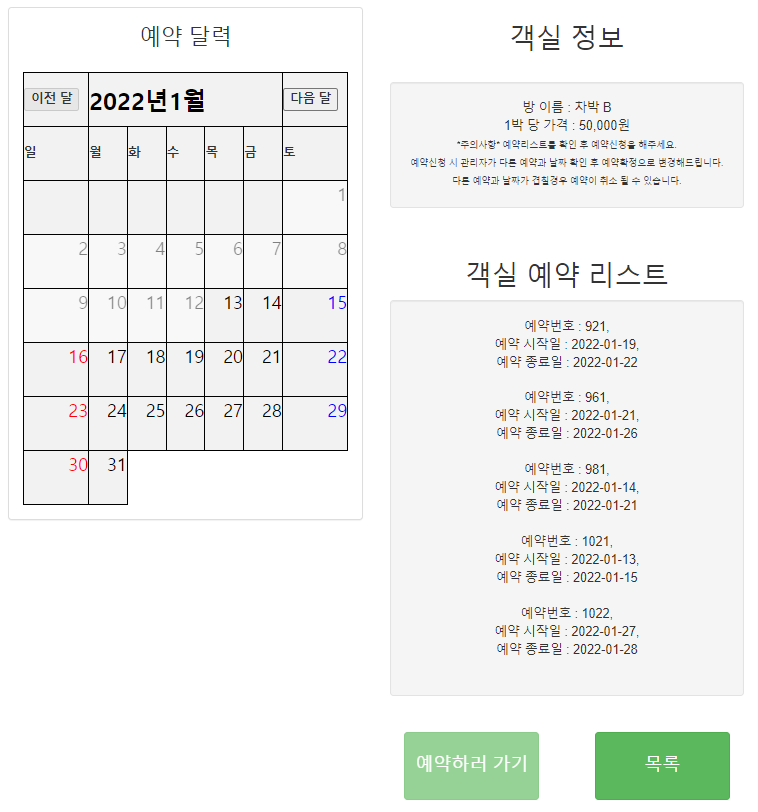 예약 달력
이전 달 2022년1월 다음 달
일 월 화 수 목 금 토
1
2 3 4 5 6 7 8
9 10 11 12 13 14 15
16 17 18 19 20 21 22
23 24 25 26 27 28 29
30 31
객실 정보
방 이름 : 차박 B
1박 당 가격 : 50,000원
*주의사항* 예약리스트를 확인 후 예약신청을 해주세요.
예약신청 시 관리자가 다른 예약과 날짜 확인 후 예약확정으로 변경해드립니다.
다른 예약과 날짜가 겹칠경우 예약이 취소 될 수 있습니다.
객실 예약 리스트
예약번호 : 921,
예약 시작일 : 2022-01-19,
예약 종료일 : 2022-01-22
예약번호 : 961,
예약 시작일 : 2022-01-21,
예약 종료일 : 2022-01-26
예약번호 : 981,
예약 시작일 : 2022-01-14,
예약 종료일 : 2022-01-21
예약번호 : 1021,
예약 시작일 : 2022-01-13,
예약 종료일 : 2022-01-15
예약번호 : 1022,
예약 시작일 : 2022-01-27,
예약 종료일 : 2022-01-28
예약하러 가기 목록